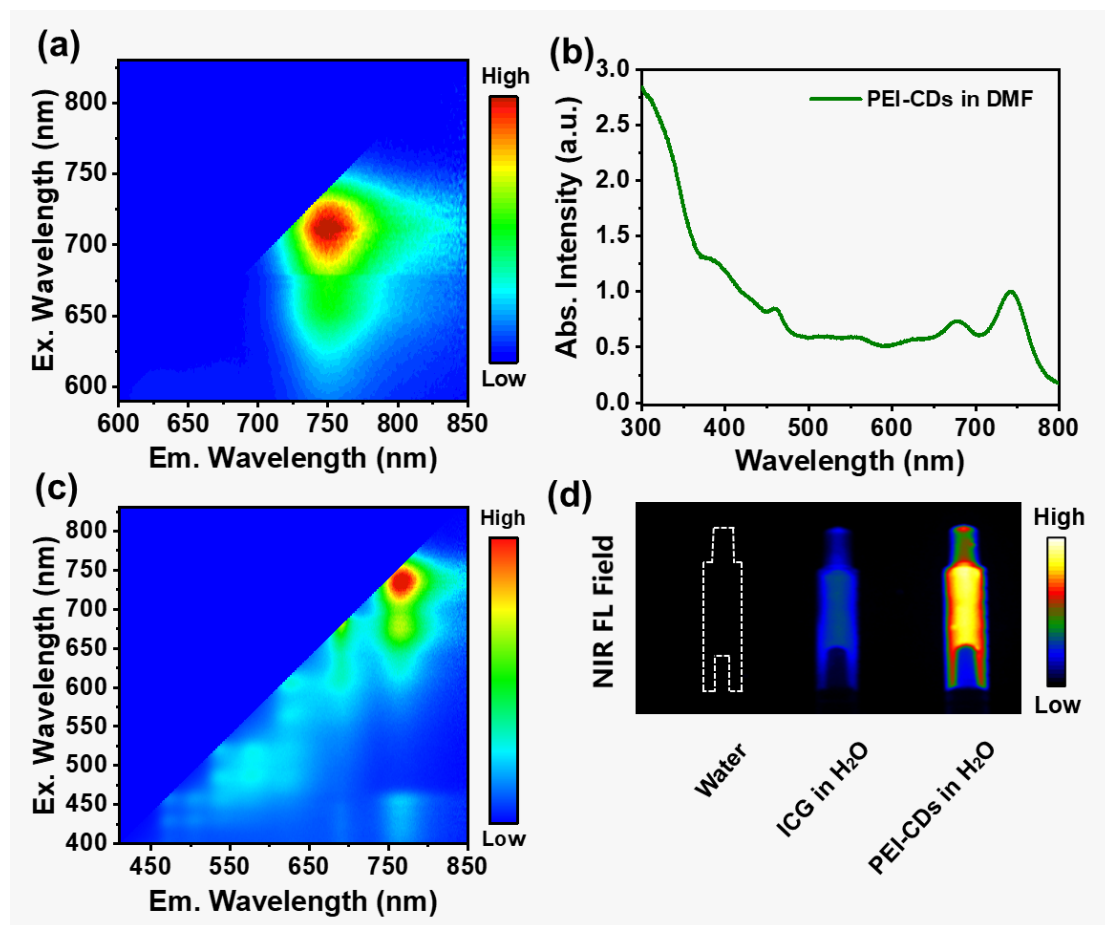 (a)
Ex. Wavelength (nm)
800
750
700
650
600
600 650 700 750 800 850
Em. Wavelength (nm)
High
Low
(b)
Abs. Intensity (a.u.)
3.0
2.5
2.0
1.5
1.0
0.5
0.0
PEI-CDs in DMF
300 400 500 600 700 800
Wavelength (nm)
(c)
Ex. Wavelength (nm)
800
750
700
650
600
550
500
450
400
450 550 650 750 850
Em. Wavelength (nm)
High
Low
(d)
NIR FL Field
High
Low
Water
ICG in H₂O
PEI-CDs in H₂O